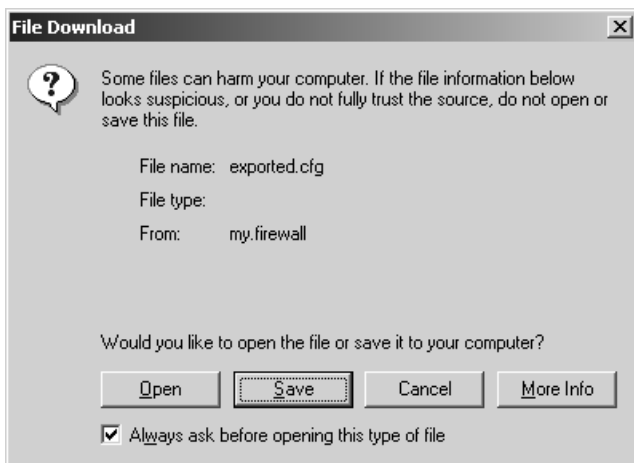 File Download
Some files can harm your computer. If the file information below
looks suspicious, or you do not fully trust the source, do not open or
save this file.
File name: exported.cfg
File type:
From: my.firewall
Would you like to open the file or save it to your computer?
Open Save Cancel More Info
Always ask before opening this type of file